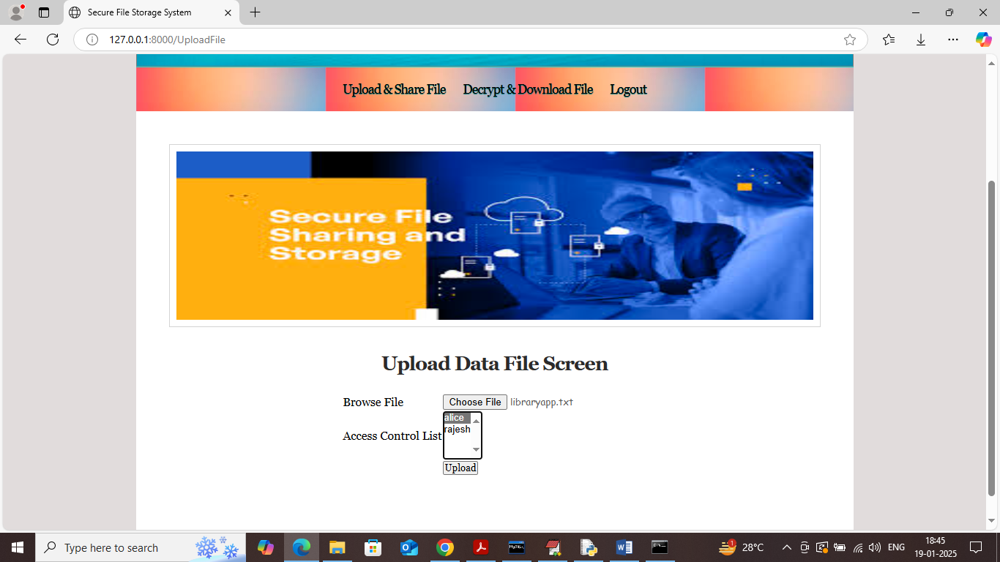 Secure File Storage System
127.0.0.1:8000/UploadFile
Upload & Share File Decrypt & Download File Logout
Secure File
Sharing and
Storage
Upload Data File Screen
Browse File Choose File libraryapp.txt
alice
rajesh
Access Control List
Upload
Type here to search
1
28°C
ENG
18:45
19-01-2025